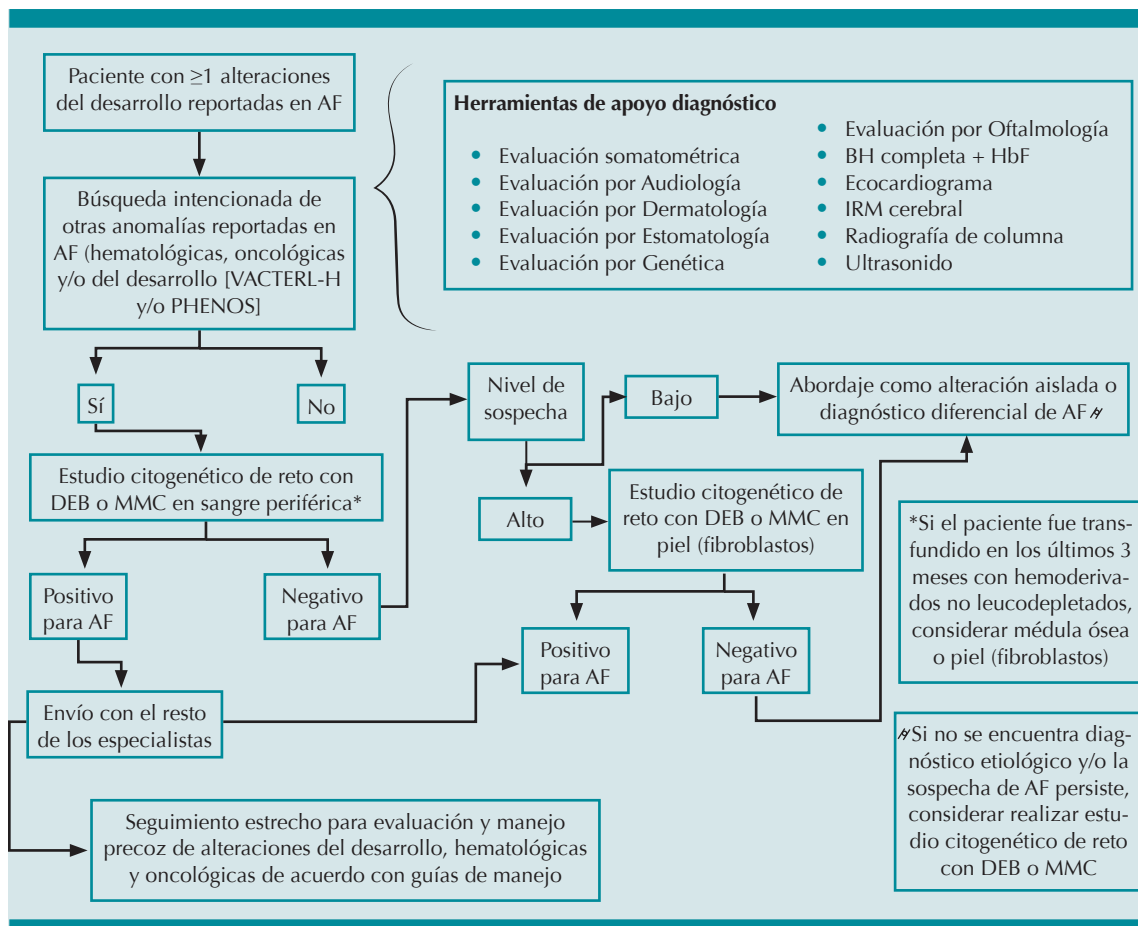 Paciente con ≥1 alteraciones
del desarrollo reportadas en AF
Búsqueda intencionada de
otras anomalías reportadas en
AF (hematológicas, oncológicas
y/o del desarrollo [VACTERL-H
y/o PHENOS]
Herramientas de apoyo diagnóstico
• Evaluación somatométrica
• Evaluación por Audiología
• Evaluación por Dermatología
• Evaluación por Estomatología
• Evaluación por Genética
• Evaluación por Oftalmología
• BH completa + HbF
• Ecocardiograma
• IRM cerebral
• Radiografía de columna
• Ultrasonido
Sí
No
Estudio citogenético de reto con
DEB o MMC en sangre periférica*
Positivo
para AF
Negativo
para AF
Envío con el resto
de los especialistas
Seguimiento estrecho para evaluación y manejo
precoz de alteraciones del desarrollo, hematológicas
y oncológicas de acuerdo con guías de manejo
Nivel de
sospecha
Bajo
Abordaje como alteración aislada o
diagnóstico diferencial de AF
Alto
Estudio citogenético de
reto con DEB o MMC en
piel (fibroblastos)
Positivo
para AF
Negativo
para AF
*Si el paciente fue trans-
fundido en los últimos 3
meses con hemoderiva-
dos no leucodepletados,
considerar médula ósea
o piel (fibroblastos)
Si no se encuentra diag-
nóstico etiológico y/o la
sospecha de AF persiste,
considerar realizar estu-
dio citogenético de reto
con DEB o MMC